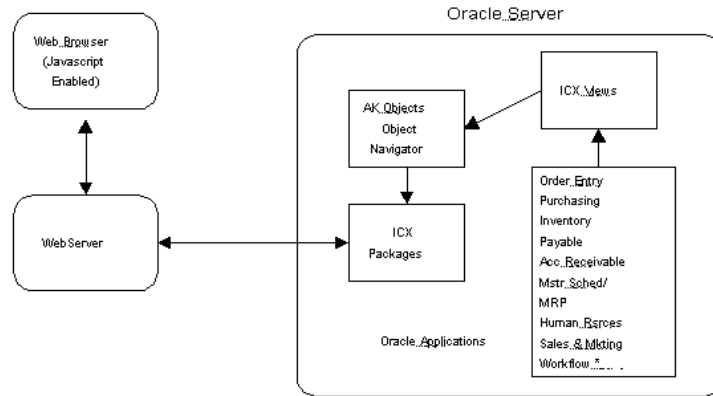 Oracle Server
Web Browser
(Javascript
Enabled)
ICX Views
AK Objects
Object
Navigator
Order Entry
Purchasing
Inventory
Payable
Acc Receivable
Mstr Sched/
MRP
Human Rsrces
Sales & Mkting
Workflow
WebServer
ICX
Packages
Oracle Applications